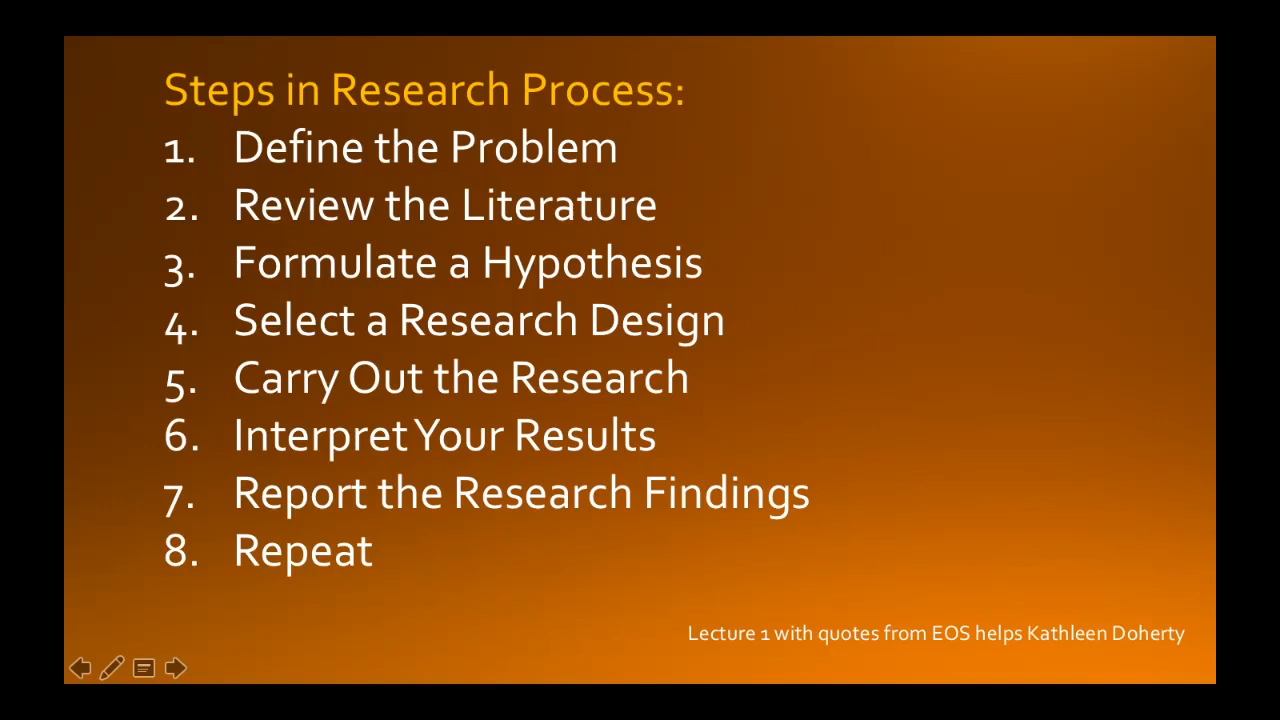 Steps in Research Process:
1. Define the Problem
2. Review the Literature
3. Formulate a Hypothesis
4. Select a Research Design
5. Carry Out the Research
6. Interpret Your Results
7. Report the Research Findings
8. Repeat
Lecture 1 with quotes from EOS helps Kathleen Doherty